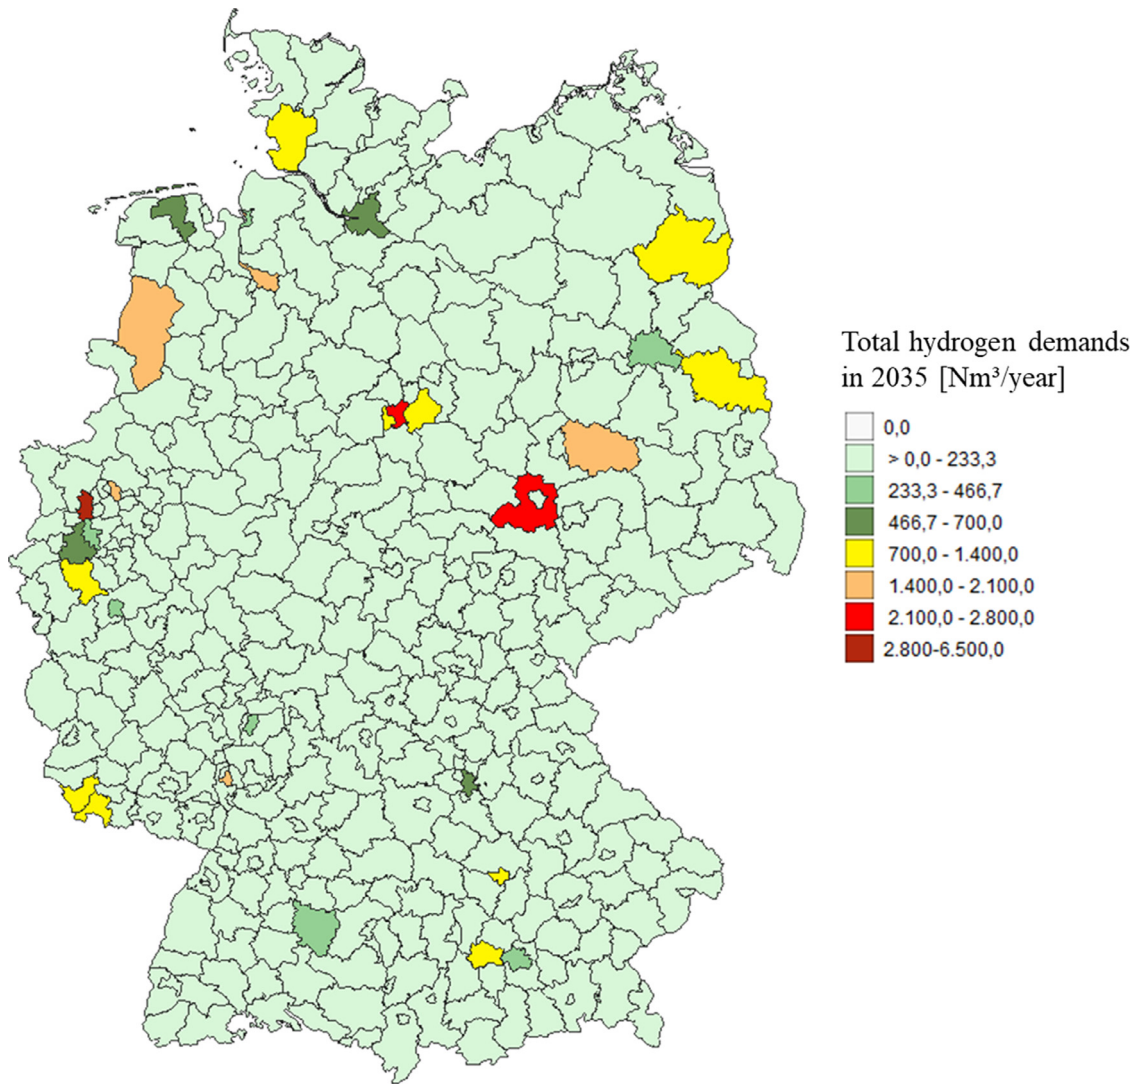 Total hydrogen demands
in 2035 [Nm³/year]
0,0
> 0,0 - 233,3
233,3 - 466,7
466,7 - 700,0
700,0 - 1.400,0
1.400,0 - 2.100,0
2.100,0 - 2.800,0
2.800-6.500,0